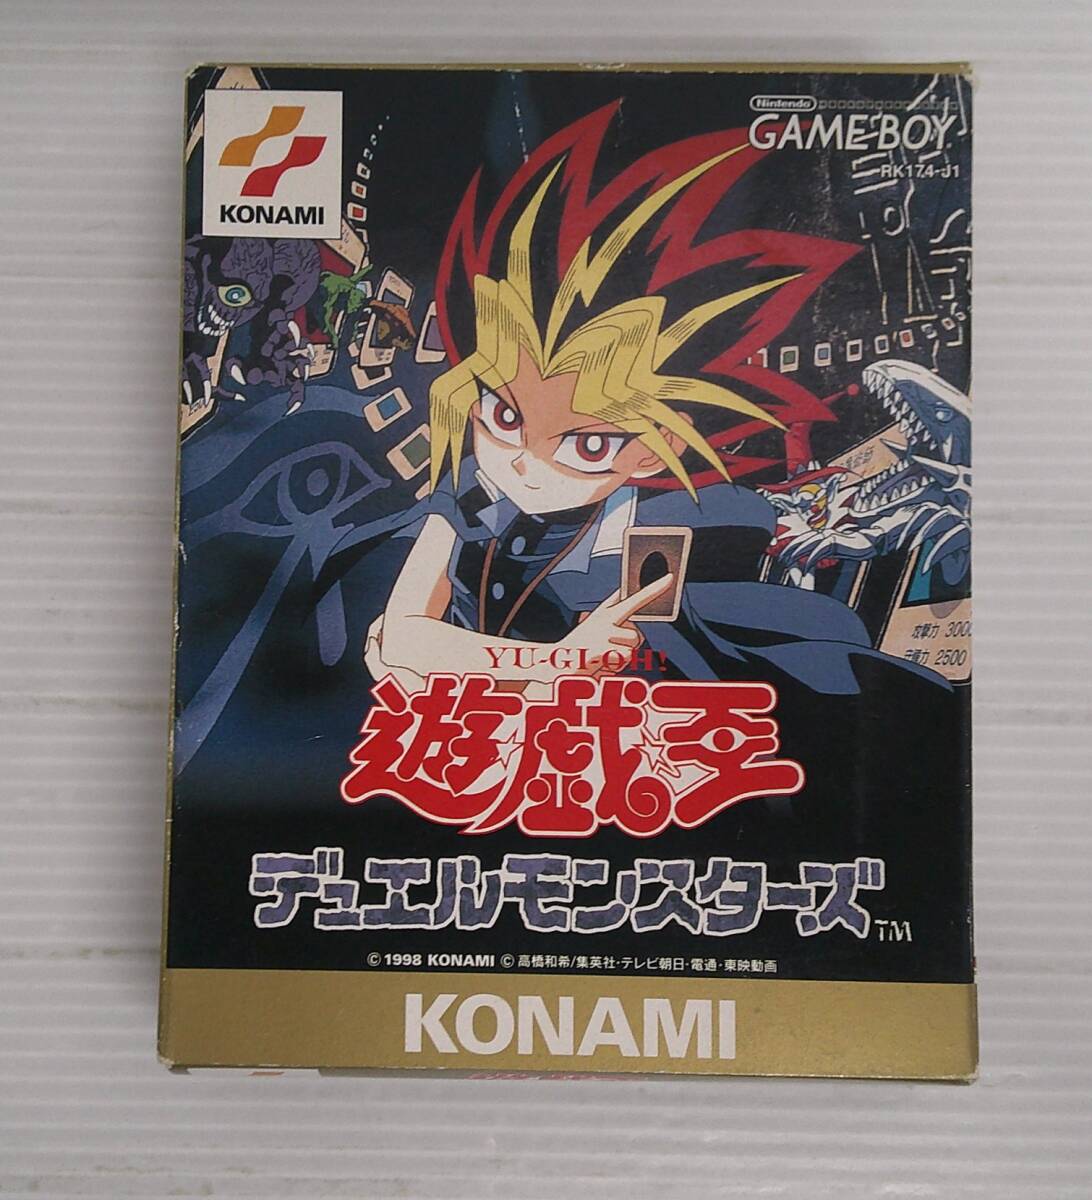 KONAMI
Nintendo
GAME BOY
RK174-J1
攻撃力 3000
守備力 2500
YU-GI-OH!
遊戯王
デュエルモンスターズ TM
© 1998 KONAMI © 高橋和希/集英社・テレビ朝日・電通・東映動画
KONAMI